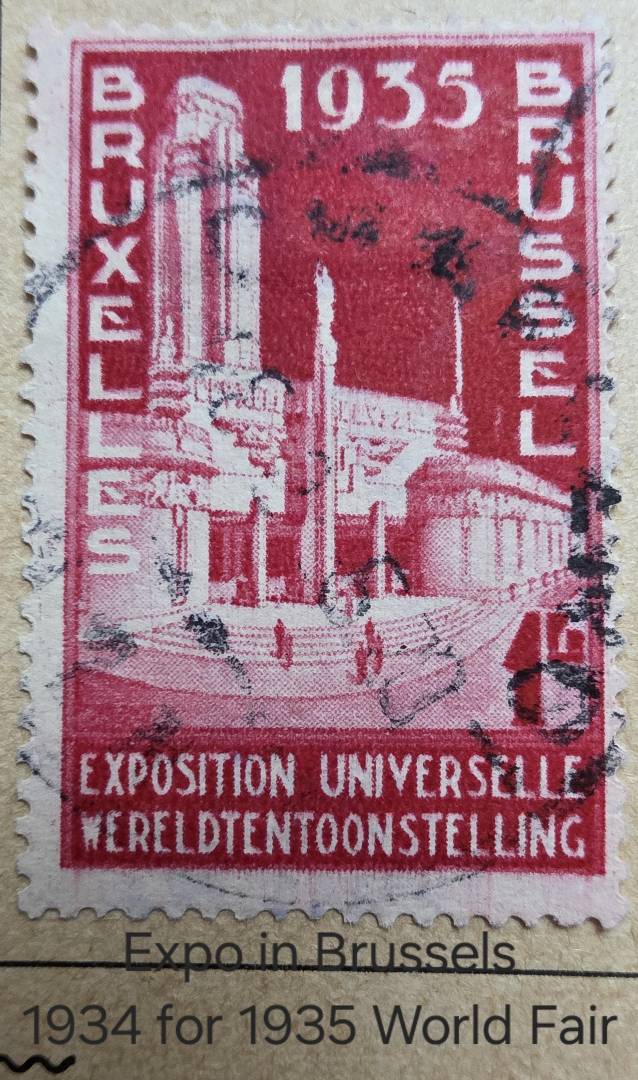 1935
BRUXELLES
BRUSSEL
1F
EXPOSITION UNIVERSELLE
WERELDTENTOONSTELLING
Expo in Brussels
1934 for 1935 World Fair